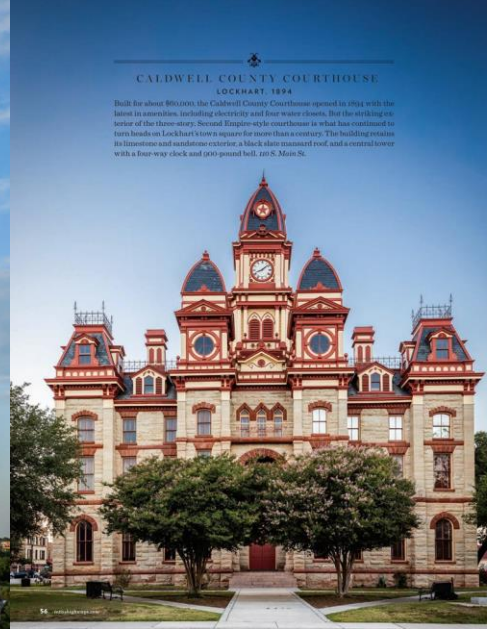 CALDWELL COUNTY COURTHOUSE
LOCKHART, 1894
Built for about $60,000, the Caldwell County Courthouse opened in 1894 with the
latest in amenities, including electricity and four water closets. But the striking ex-
terior of the three-story, Second Empire-style courthouse is what has continued to
turn heads on Lockhart's town square for more than a century. The building retains
its limestone and sandstone exterior, a black slate mansard roof, and a central tower
with a four-way clock and 900-pound bell. 110 S. Main St.
56 texashighways.com